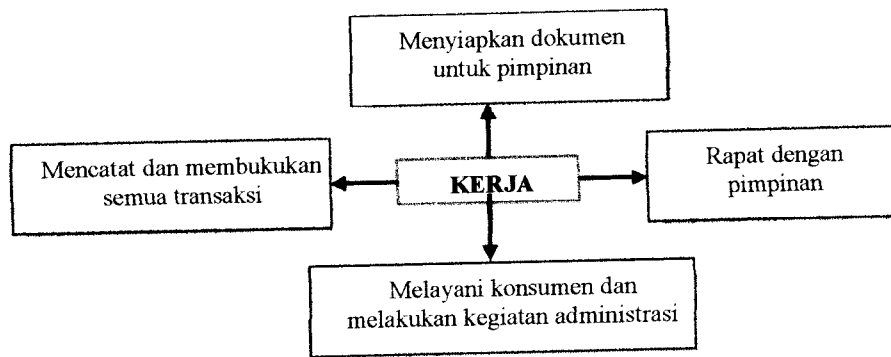 Menyiapkan dokumen
untuk pimpinan
Mencatat dan membukukan
semua transaksi
KERJA
Rapat dengan
pimpinan
Melayani konsumen dan
melakukan kegiatan administrasi